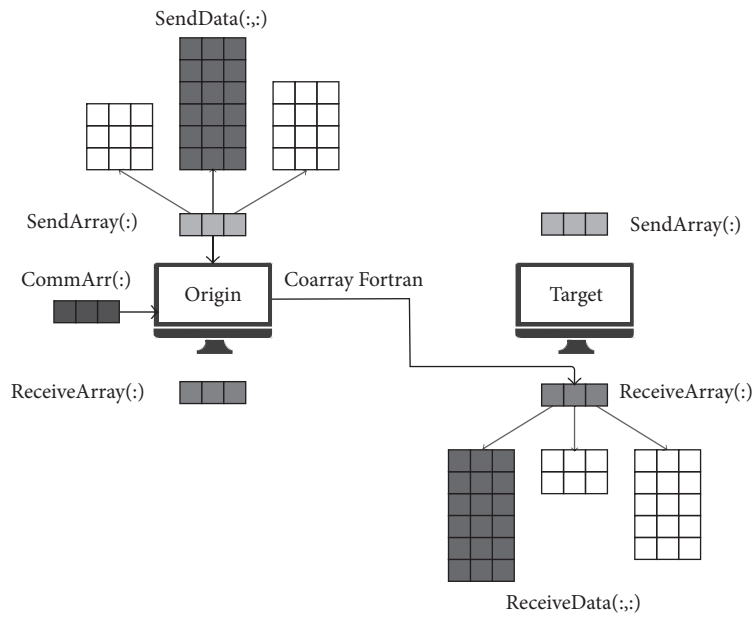 SendData(:,:)
SendArray(:)
SendArray(:)
CommArr(:)
Origin
Coarray Fortran
Target
ReceiveArray(:)
ReceiveArray(:)
ReceiveData(:,:)